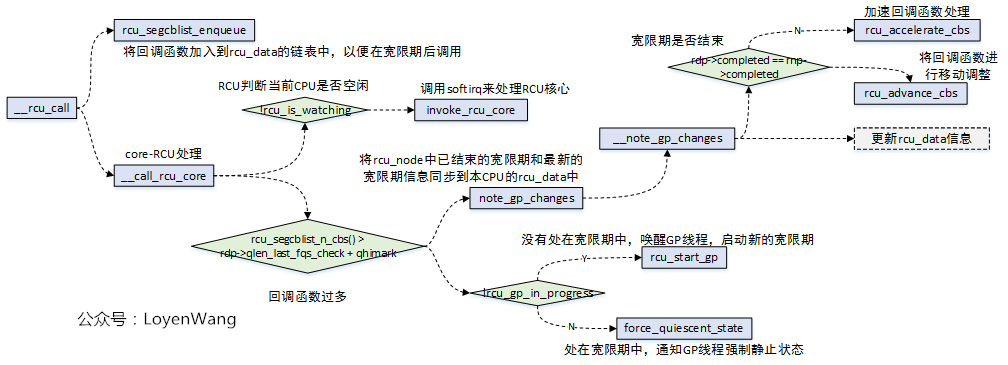 rcu_segcblist_enqueue
将回调函数加入到rcu_data的链表中，以便在宽限期后调用
__rcu_call
core-RCU处理
__call_rcu_core
RCU判断当前CPU是否空闲
!rcu_is_watching
调用softirq来处理RCU核心
invoke_rcu_core
rcu_segcblist_n_cbs() >
rdp->qlen_last_fqs_check + qhimark
回调函数过多
将rcu_node中已结束的宽限期和最新的
宽限期信息同步到本CPU的rcu_data中
note_gp_changes
__note_gp_changes
宽限期是否结束
rdp->completed == rnp-
>completed
N
加速回调函数处理
rcu_accelerate_cbs
将回调函数进
行移动调整
rcu_advance_cbs
更新rcu_data信息
没有处在宽限期中，唤醒GP线程，启动新的宽限期
!rcu_gp_in_progress
Y
rcu_start_gp
N
force_quiescent_state
处在宽限期中，通知GP线程强制静止状态
公众号：LoyenWang